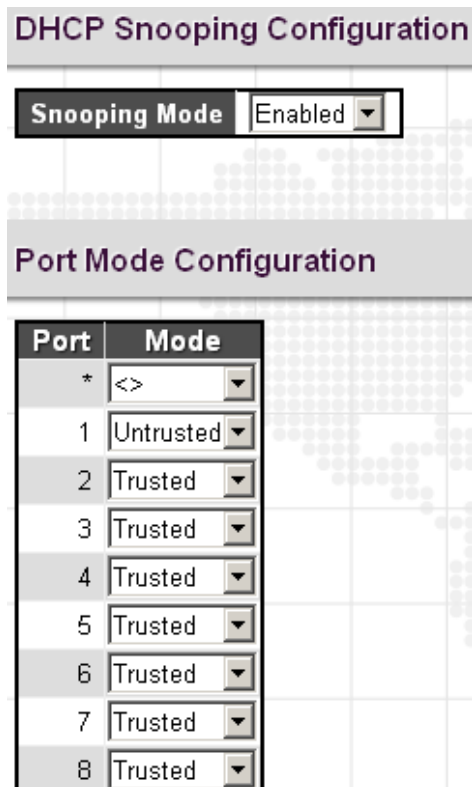 DHCP Snooping Configuration
Snooping Mode Enabled
Port Mode Configuration
Port Mode
* <>
1 Untrusted
2 Trusted
3 Trusted
4 Trusted
5 Trusted
6 Trusted
7 Trusted
8 Trusted